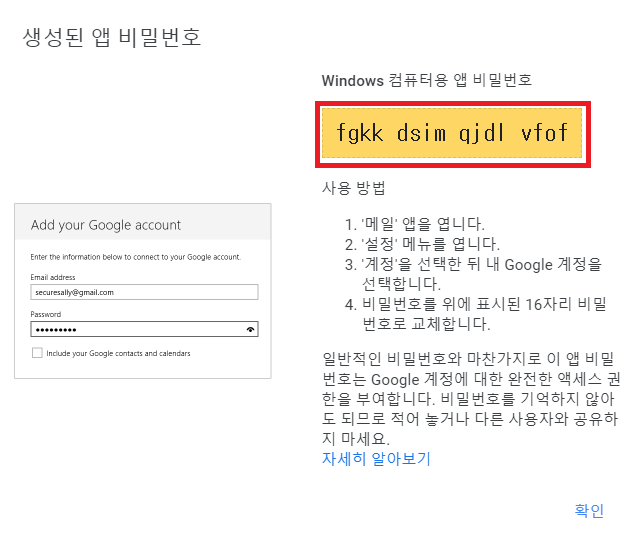 생성된 앱 비밀번호
Windows 컴퓨터용 앱 비밀번호
fgkk dsim qjdl vfof
사용 방법
1. '메일' 앱을 엽니다.
2. '설정' 메뉴를 엽니다.
3. '계정'을 선택한 뒤 내 Google 계정을
선택합니다.
4. 비밀번호를 위에 표시된 16자리 비밀
번호로 교체합니다.
일반적인 비밀번호와 마찬가지로 이 앱 비밀
번호는 Google 계정에 대한 완전한 액세스 권
한을 부여합니다. 비밀번호를 기억하지 않아
도 되므로 적어 놓거나 다른 사용자와 공유하
지 마세요.
자세히 알아보기
Add your Google account
Enter the information below to connect to your Google account.
Email address
securesally@gmail.com
Password
•••••••••
Include your Google contacts and calendars
확인